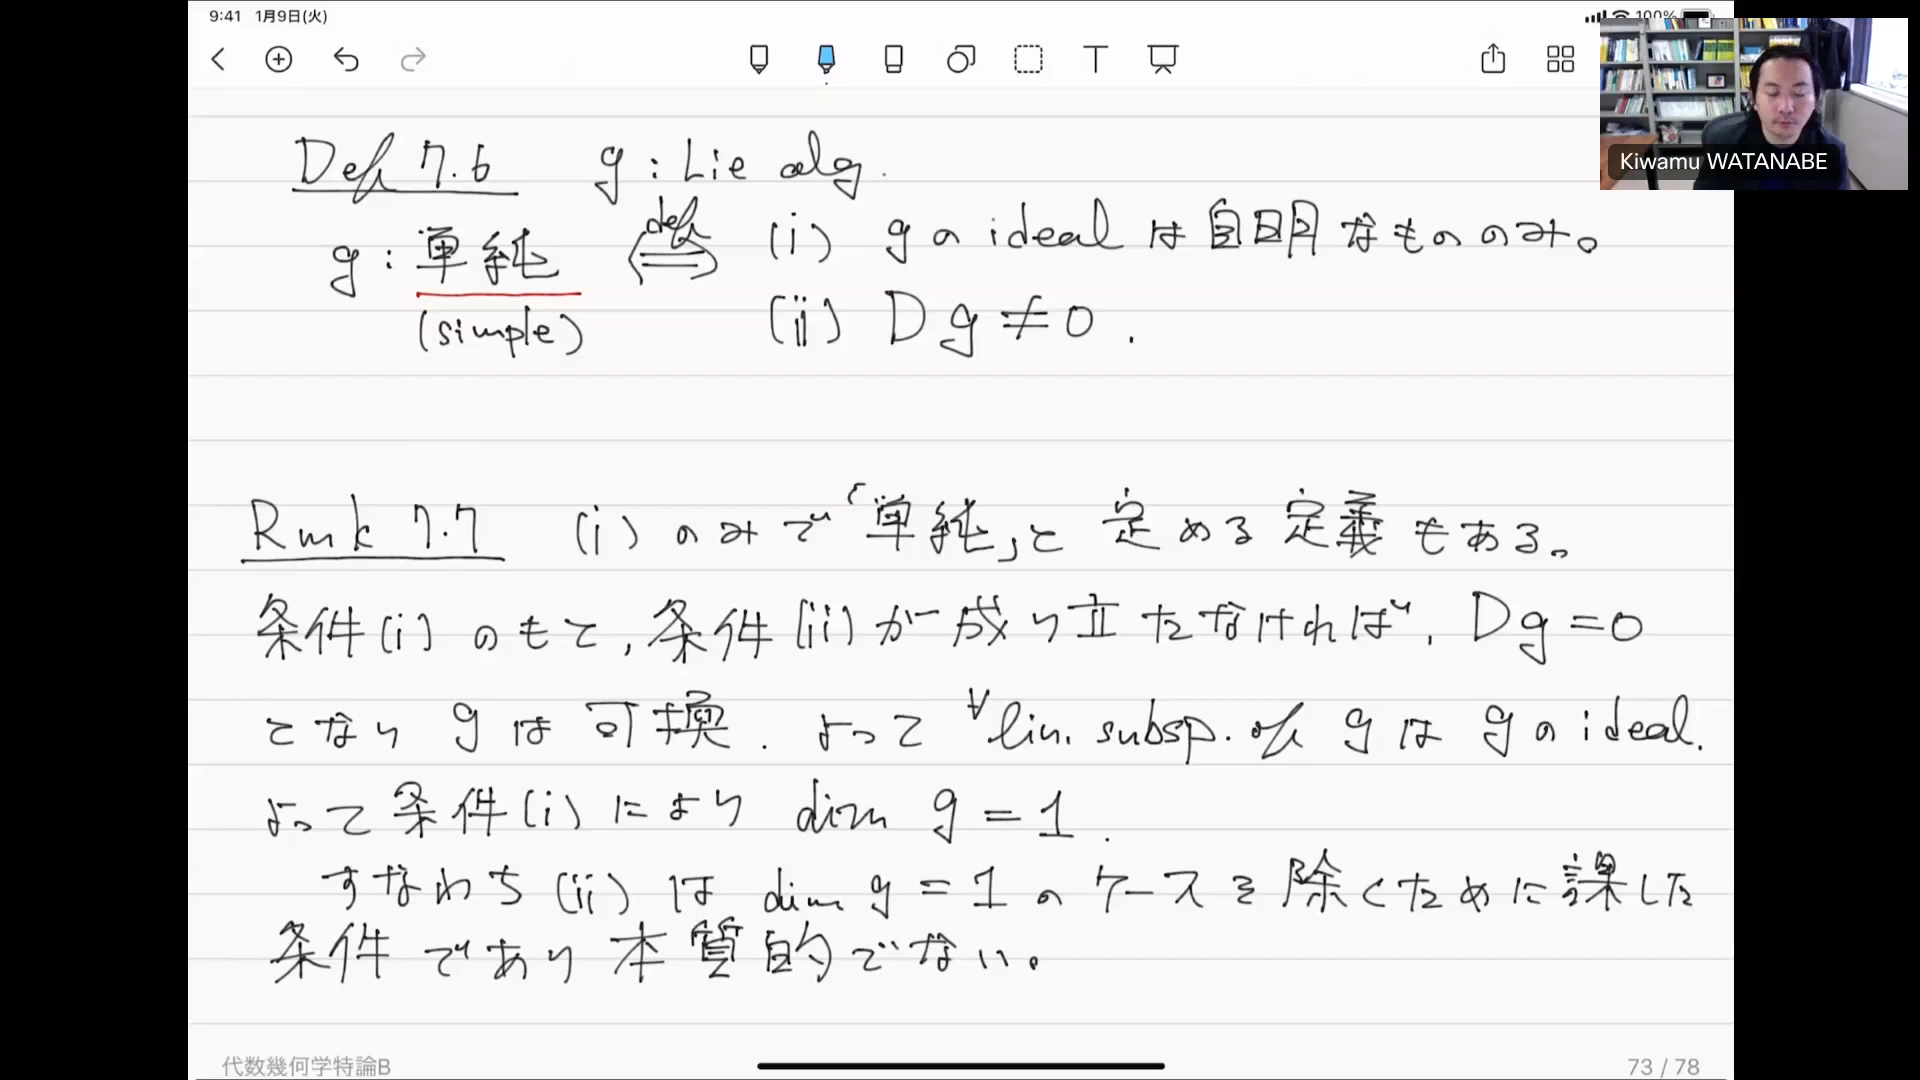 9:41 1月9日(火)
100%
Kiwamu WATANABE
Def 7.6 g : Lie alg.
g : 単純 ⇔ def (i) g の ideal は自明なもののみ。
(simple) (ii) Dg ≠ 0 .
Rmk 7.7 (i) のみで「単純」と定める定義もある。
条件(i) のもと, 条件(ii)が成り立たなければ, Dg = 0
となり g は可換. よって ∀lin. subsp. of g は g の ideal.
よって条件(i)により dim g = 1 .
すなわち (ii) は dim g = 1 のケースを除くために課した
条件であり本質的でない。
代数幾何学特論B
73 / 78